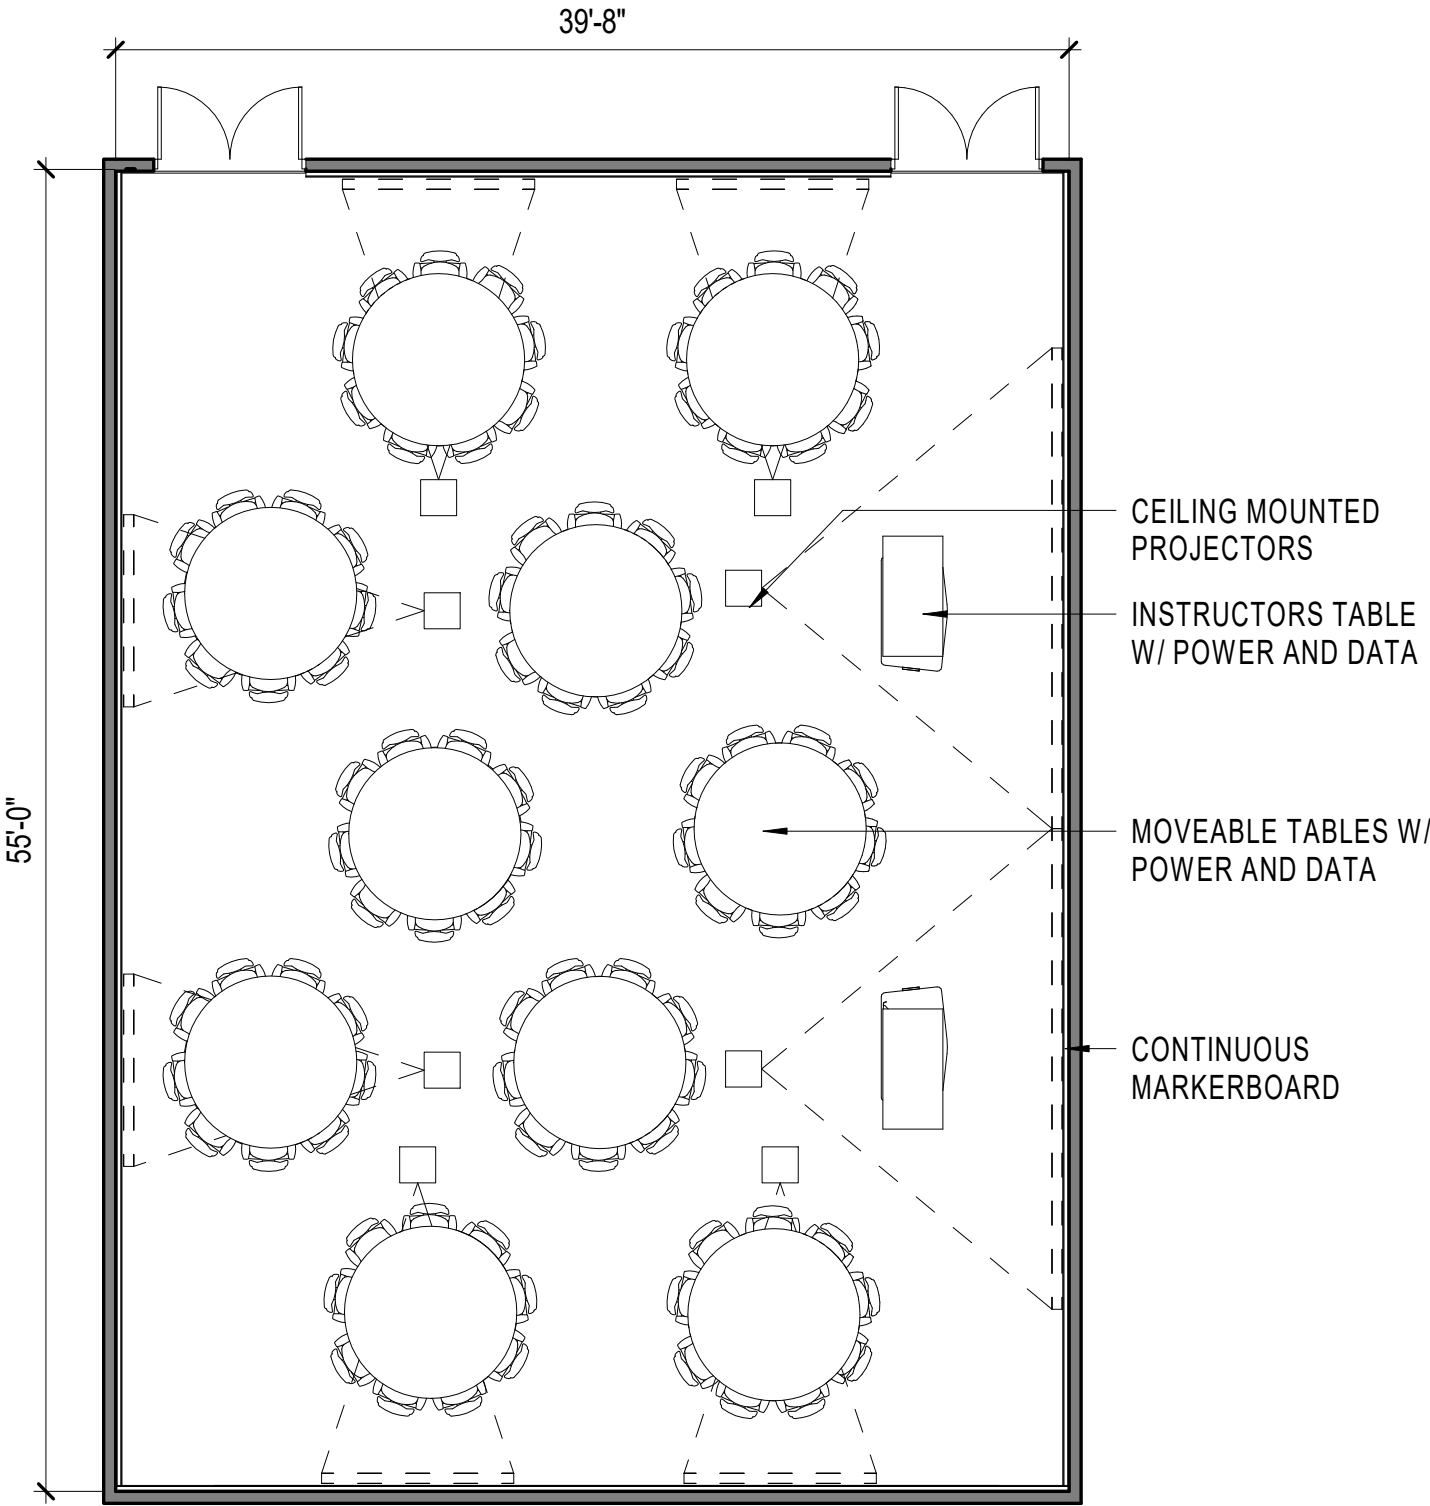 39'-8"
CEILING MOUNTED
PROJECTORS
INSTRUCTORS TABLE
W/ POWER AND DATA
55'-0"
MOVEABLE TABLES W/
POWER AND DATA
CONTINUOUS
MARKERBOARD